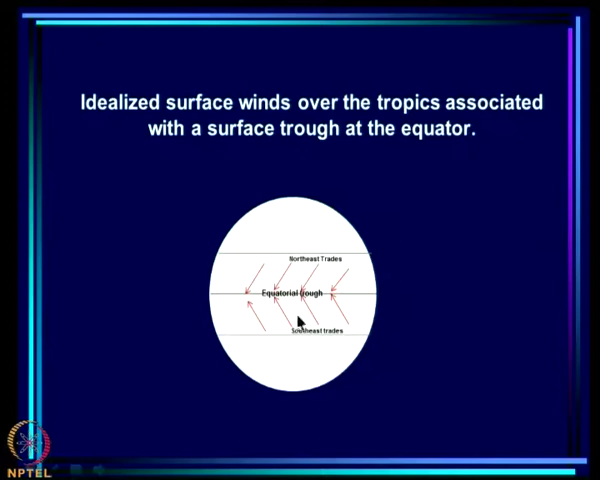 Idealized surface winds over the tropics associated
with a surface trough at the equator.
Northeast Trades
Equatorial trough
Southeast trades
NPTEL